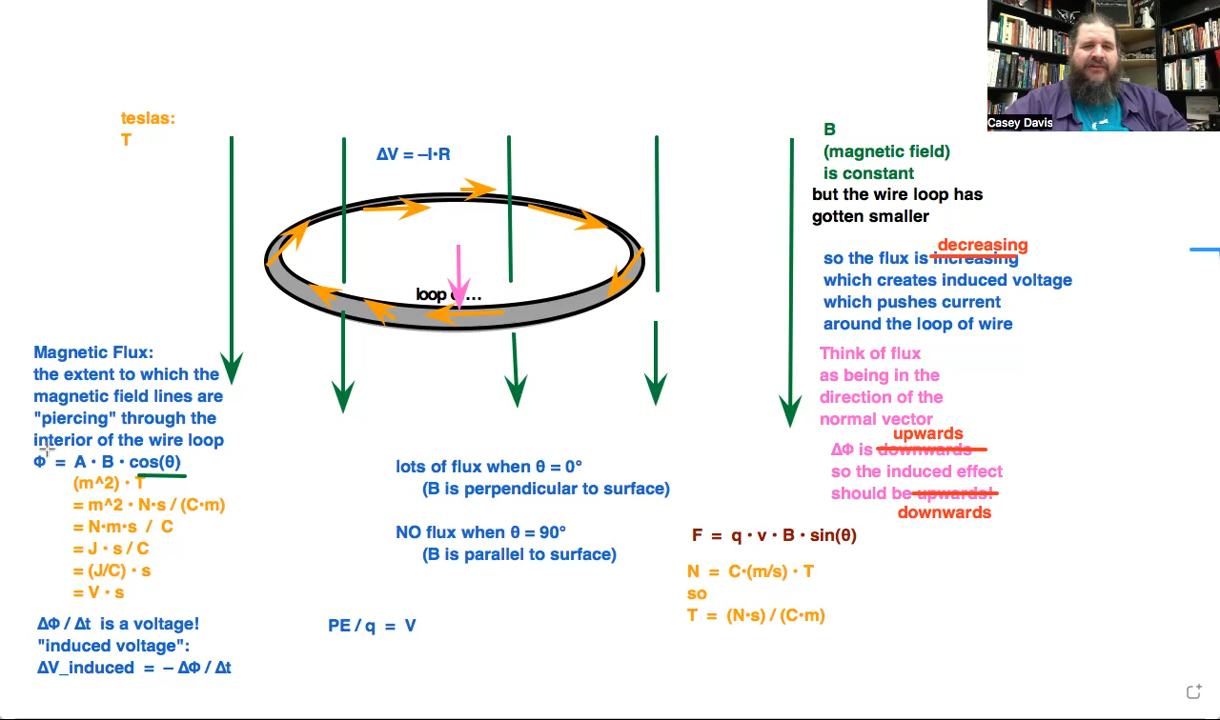 teslas:
T
ΔV = –I•R
loop
Casey Davis
B
(magnetic field)
is constant
but the wire loop has
gotten smaller
decreasing
so the flux is increasing
which creates induced voltage
which pushes current
around the loop of wire
Think of flux
as being in the
direction of the
normal vector
upwards
ΔΦ is downwards
so the induced effect
should be upwards!
downwards
Magnetic Flux:
the extent to which the
magnetic field lines are
"piercing" through the
interior of the wire loop
Φ = A • B • cos(θ)
(m^2) • T
= m^2 • N•s / (C•m)
= N•m•s / C
= J • s / C
= (J/C) • s
= V • s
ΔΦ / Δt is a voltage!
"induced voltage":
ΔV_induced = – ΔΦ / Δt
lots of flux when θ = 0°
(B is perpendicular to surface)
NO flux when θ = 90°
(B is parallel to surface)
PE / q = V
F = q • v • B • sin(θ)
N = C•(m/s) • T
so
T = (N•s) / (C•m)